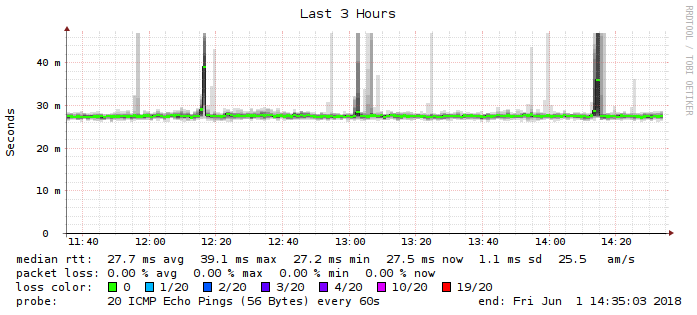 Last 3 Hours
RRDTOOL / TOBI OETIKER
Seconds
40 m
30 m
20 m
10 m
0
11:40 12:00 12:20 12:40 13:00 13:20 13:40 14:00 14:20
median rtt: 27.7 ms avg 39.1 ms max 27.2 ms min 27.5 ms now 1.1 ms sd 25.5 am/s
packet loss: 0.00 % avg 0.00 % max 0.00 % min 0.00 % now
loss color: 0 1/20 2/20 3/20 4/20 10/20 19/20
probe: 20 ICMP Echo Pings (56 Bytes) every 60s end: Fri Jun 1 14:35:03 2018